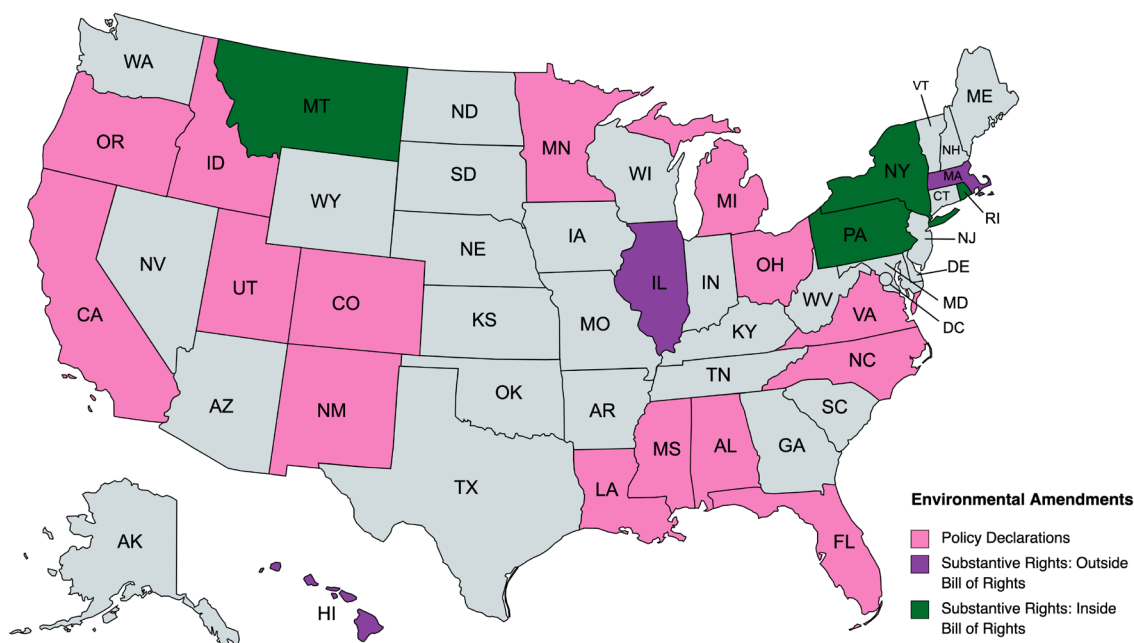 WA
MT
ND
MN
VT
ME
OR
ID
SD
WI
NH
NY
MA
WY
MI
CT
RI
IA
NE
PA
NJ
NV
UT
CO
IL
IN
OH
DE
WV
MD
CA
KS
MO
KY
VA
DC
NC
TN
AZ
NM
OK
AR
SC
MS
AL
GA
TX
LA
AK
FL
HI
Environmental Amendments
Policy Declarations
Substantive Rights: Outside
Bill of Rights
Substantive Rights: Inside
Bill of Rights